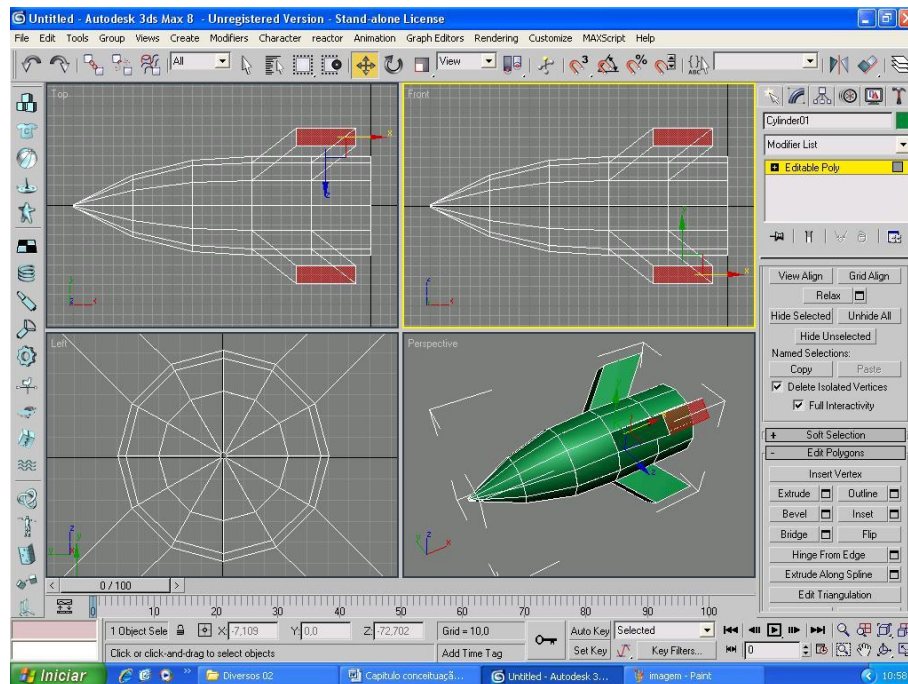 Untitled - Autodesk 3ds Max 8 - Unregistered Version - Stand-alone License
File Edit Tools Group Views Create Modifiers Character reactor Animation Graph Editors Rendering Customize MAXScript Help
All
View
Top
Front
Left
Perspective
Cylinder01
Modifier List
Editable Poly
View Align Grid Align
Relax
Hide Selected Unhide All
Hide Unselected
Named Selections:
Copy Paste
Delete Isolated Vertices
Full Interactivity
+ Soft Selection
- Edit Polygons
Insert Vertex
Extrude Outline
Bevel Inset
Bridge Flip
Hinge From Edge
Extrude Along Spline
Edit Triangulation
< 0 / 100 >
0 10 20 30 40 50 60 70 80 90 100
1 Object Sele X: -7,109 Y: 0,0 Z: -72,702 Grid = 10,0 Auto Key Selected
Click or click-and-drag to select objects Add Time Tag Set Key Key Filters... 0
Iniciar Diversos 02 Capitulo conceituaçã... Untitled - Autodesk 3... imagem - Paint 10:58